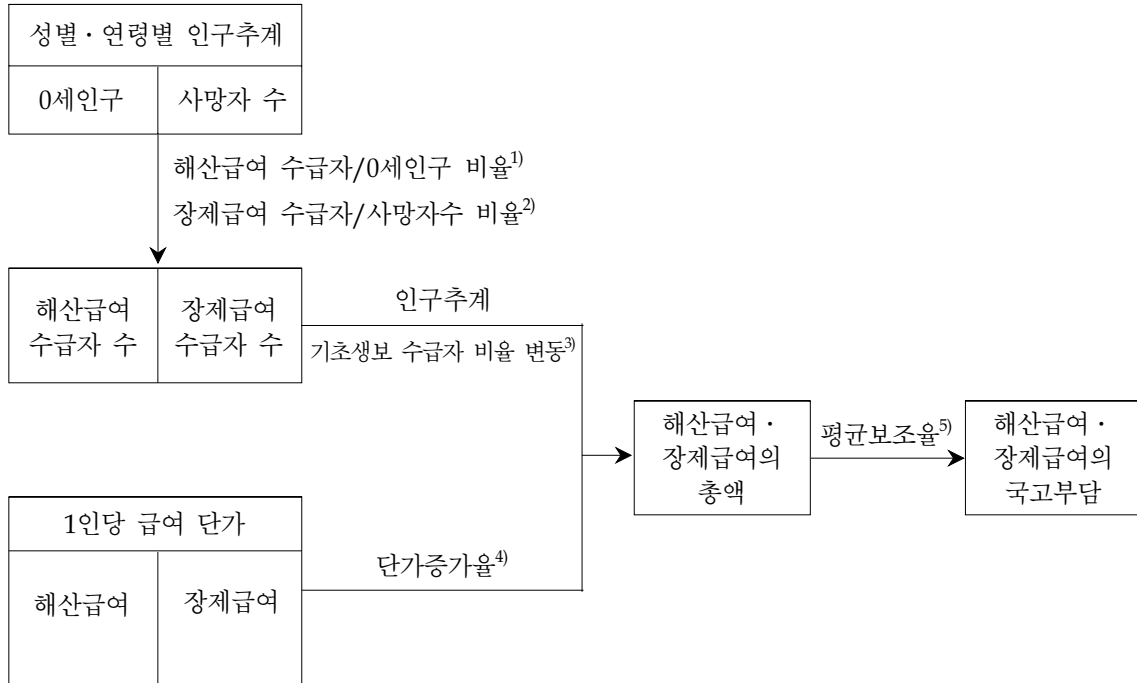 성별·연령별 인구추계
0세인구 사망자 수
해산급여 수급자/0세인구 비율1)
장제급여 수급자/사망자수 비율2)
해산급여
수급자 수
장제급여
수급자 수
인구추계
기초생보 수급자 비율 변동3)
해산급여·
장제급여의
총액
평균보조율5)
해산급여·
장제급여의
국고부담
1인당 급여 단가
해산급여 장제급여
단가증가율4)